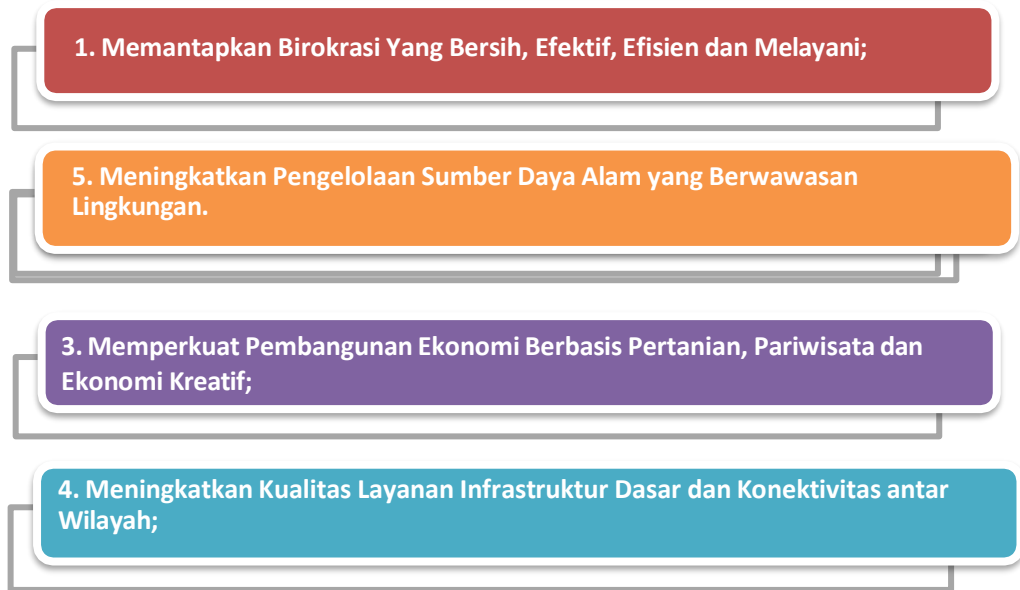 1. Memantapkan Birokrasi Yang Bersih, Efektif, Efisien dan Melayani;
5. Meningkatkan Pengelolaan Sumber Daya Alam yang Berwawasan
Lingkungan.
3. Memperkuat Pembangunan Ekonomi Berbasis Pertanian, Pariwisata dan
Ekonomi Kreatif;
4. Meningkatkan Kualitas Layanan Infrastruktur Dasar dan Konektivitas antar
Wilayah;